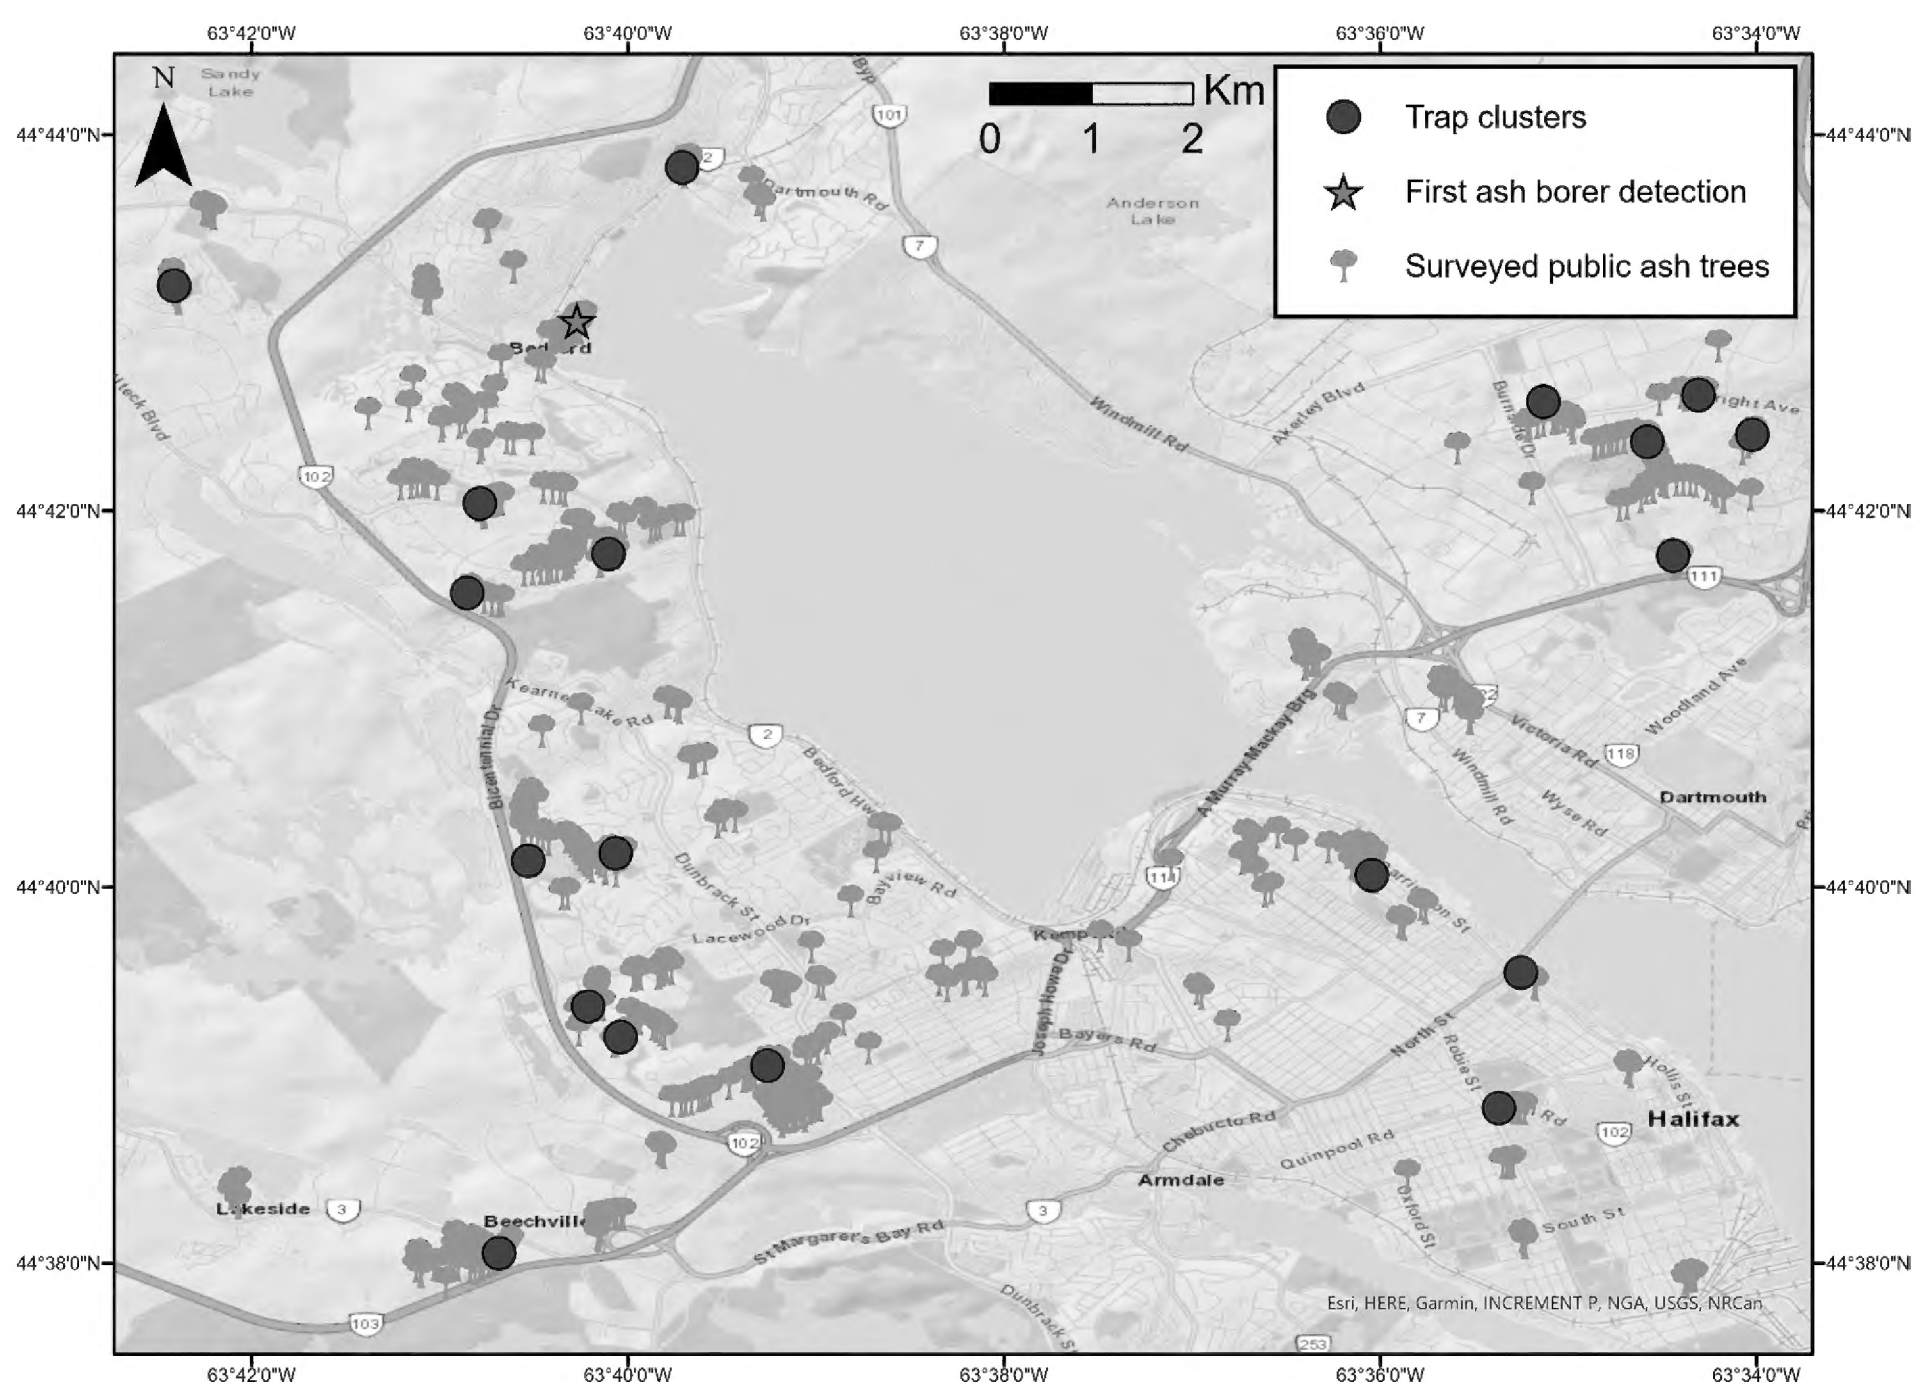 63°42'0"W
63°40'0"W
63°38'0"W
63°36'0"W
63°34'0"W
N
Sandy
Lake
Byp
Km
0 1 2
101
Trap clusters
First ash borer detection
Surveyed public ash trees
44°44'0"N
44°44'0"N
2
Dartmouth Rd
7
Anderson
Lake
Windmill Rd
Akerley Blvd
102
44°42'0"N
44°42'0"N
111
Bicentennial Dr
2
Bedford Hwy
A Murray Mackay Brg
7
Victoria Rd
118
Woodland Ave
Windmill Rd
Wyse Rd
Dartmouth
Dunbrack St
Lacewood Dr
Bayview Rd
44°40'0"N
44°40'0"N
Joseph Howe Dr
Bayers Rd
North St
Robie St
Hollis St
Rd
102
Halifax
102
Chebucto Rd
Quinpool Rd
Armdale
Oxford St
South St
3
Beechville
3
St Margaret's Bay Rd
44°38'0"N
44°38'0"N
103
Dunbrack St
253
Esri, HERE, Garmin, INCREMENT P, NGA, USGS, NRCan
63°42'0"W
63°40'0"W
63°38'0"W
63°36'0"W
63°34'0"W